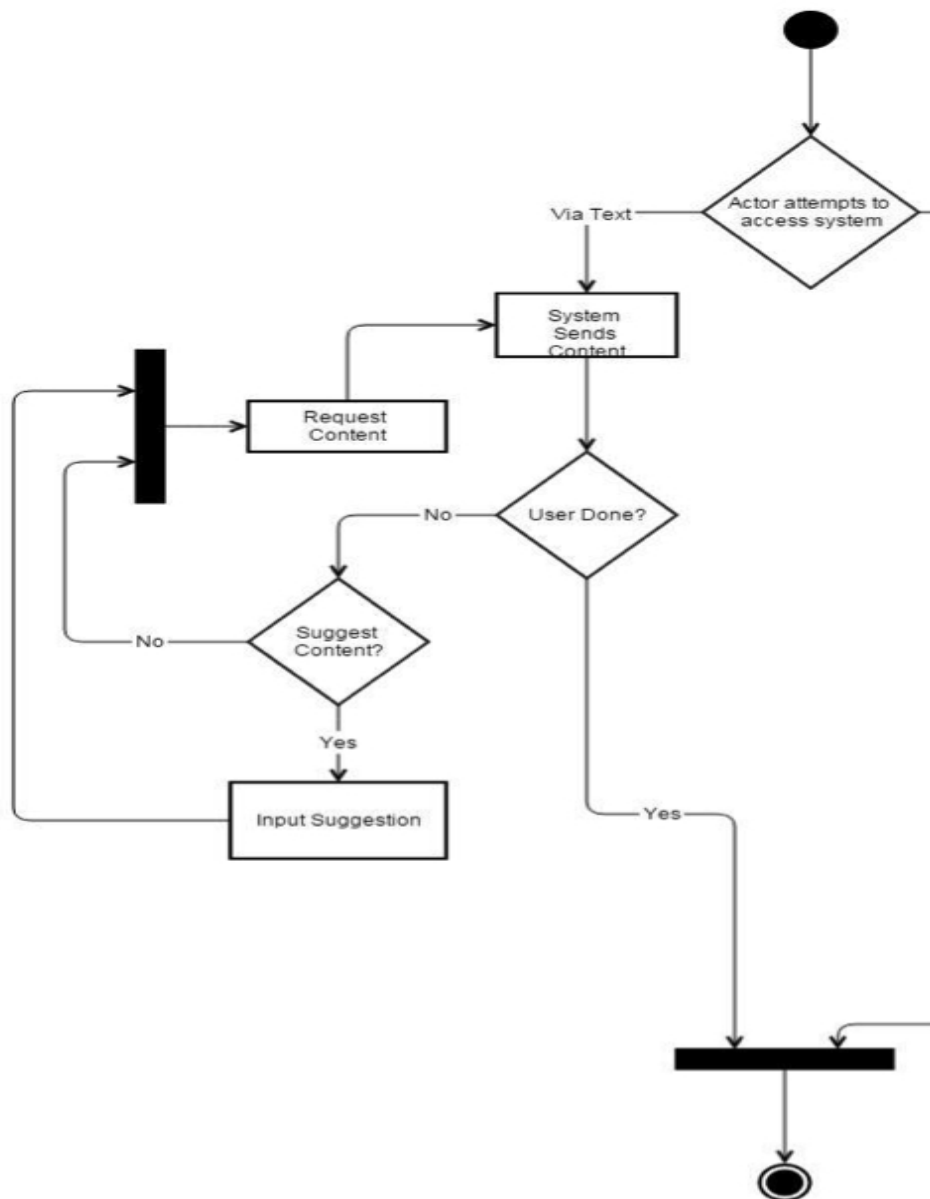 Actor attempts to
access system
Via Text
System
Sends
Content
Request
Content
No
User Done?
Suggest
Content?
No
Yes
Input Suggestion
Yes